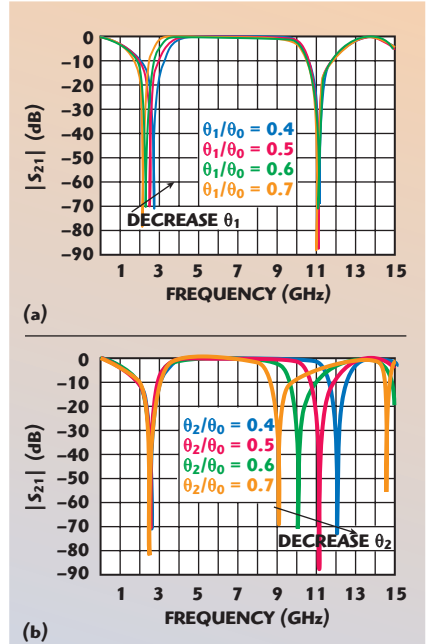 0
−10
−20
−30
−40
−50
−60
−70
−80
−90
|S21| (dB)
θ1/θ0 = 0.4
θ1/θ0 = 0.5
θ1/θ0 = 0.6
θ1/θ0 = 0.7
DECREASE θ1
1 3 5 7 9 11 13 15
FREQUENCY (GHz)
(a)
0
−10
−20
−30
−40
−50
−60
−70
−80
−90
|S21| (dB)
θ2/θ0 = 0.4
θ2/θ0 = 0.5
θ2/θ0 = 0.6
θ2/θ0 = 0.7
DECREASE θ2
1 3 5 7 9 11 13 15
FREQUENCY (GHz)
(b)